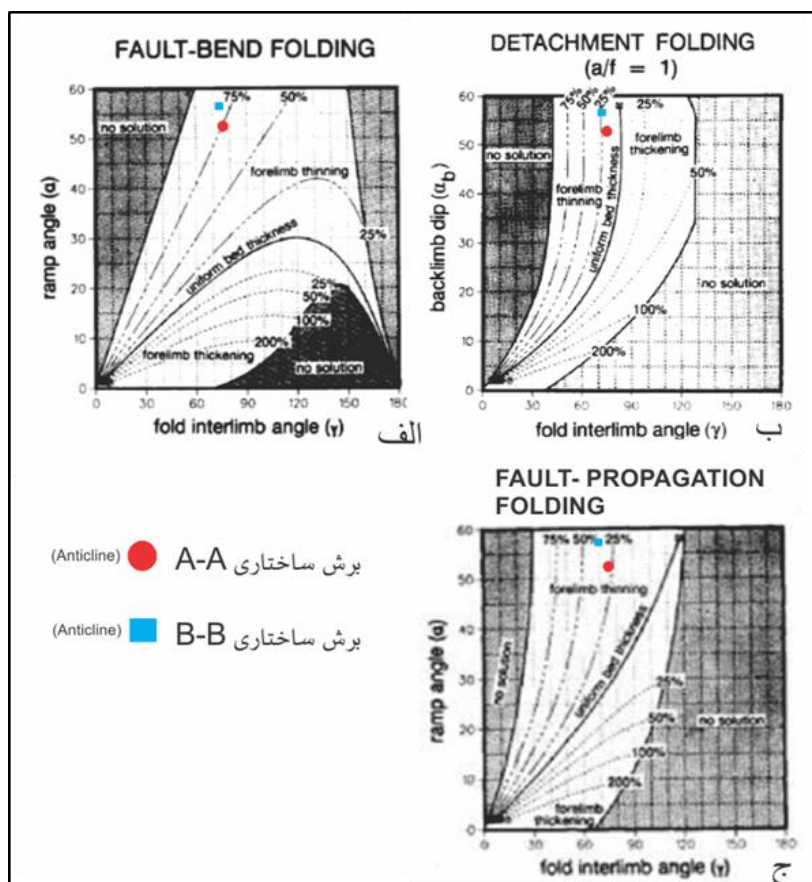 FAULT-BEND FOLDING
ramp angle (α)
60
50
40
30
20
10
0
no solution
75%
50%
forelimb thinning
25%
uniform bed thickness
25%
50%
100%
200%
forelimb thickening
no solution
0 30 60 90 120 150 180
fold interlimb angle (γ)
الف
DETACHMENT FOLDING
(a/f = 1)
backlimb dip (αb)
60
50
40
30
20
10
0
no solution
75%
50%
25%
25%
forelimb thinning
forelimb thickening
uniform bed thickness
50%
no solution
100%
200%
0 30 60 90 120 150 180
fold interlimb angle (γ)
ب
FAULT- PROPAGATION
FOLDING
ramp angle (α)
60
50
40
30
20
10
0
no solution
75% 50% 25%
forelimb thinning
uniform bed thickness
25%
50%
no solution
100%
200%
forelimb thickening
0 30 60 90 120 150 180
fold interlimb angle (γ)
ج
برش ساختاری A-A (Anticline)
برش ساختاری B-B (Anticline)